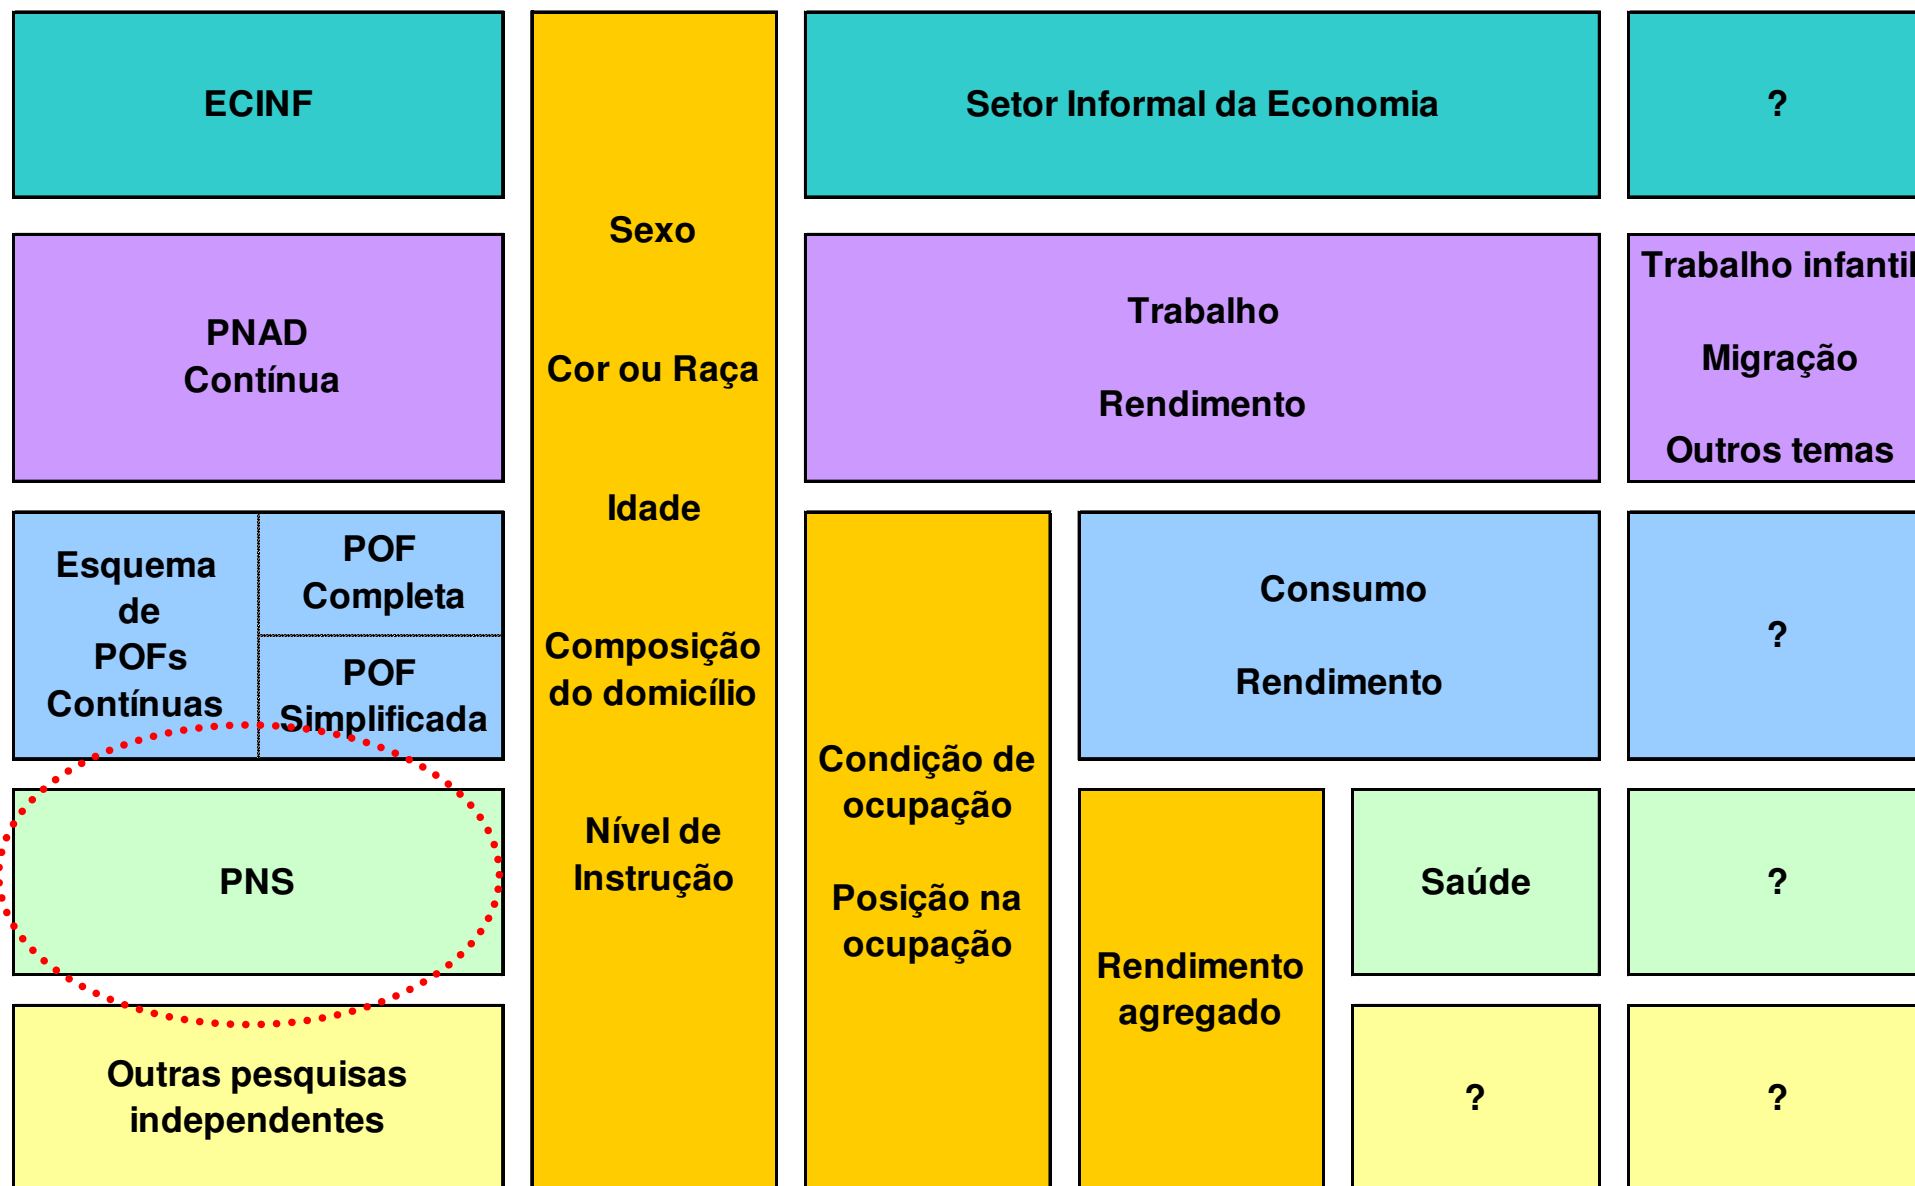 ECINF
Setor Informal da Economia
?
Sexo
Cor ou Raça
Idade
Composição
do domicílio
Nível de
Instrução
PNAD
Contínua
Trabalho
Rendimento
Trabalho infantil
Migração
Outros temas
Esquema
de
POFs
Contínuas
POF
Completa
POF
Simplificada
Condição de
ocupação
Posição na
ocupação
Consumo
Rendimento
?
PNS
Rendimento
agregado
Saúde
?
Outras pesquisas
independentes
?
?